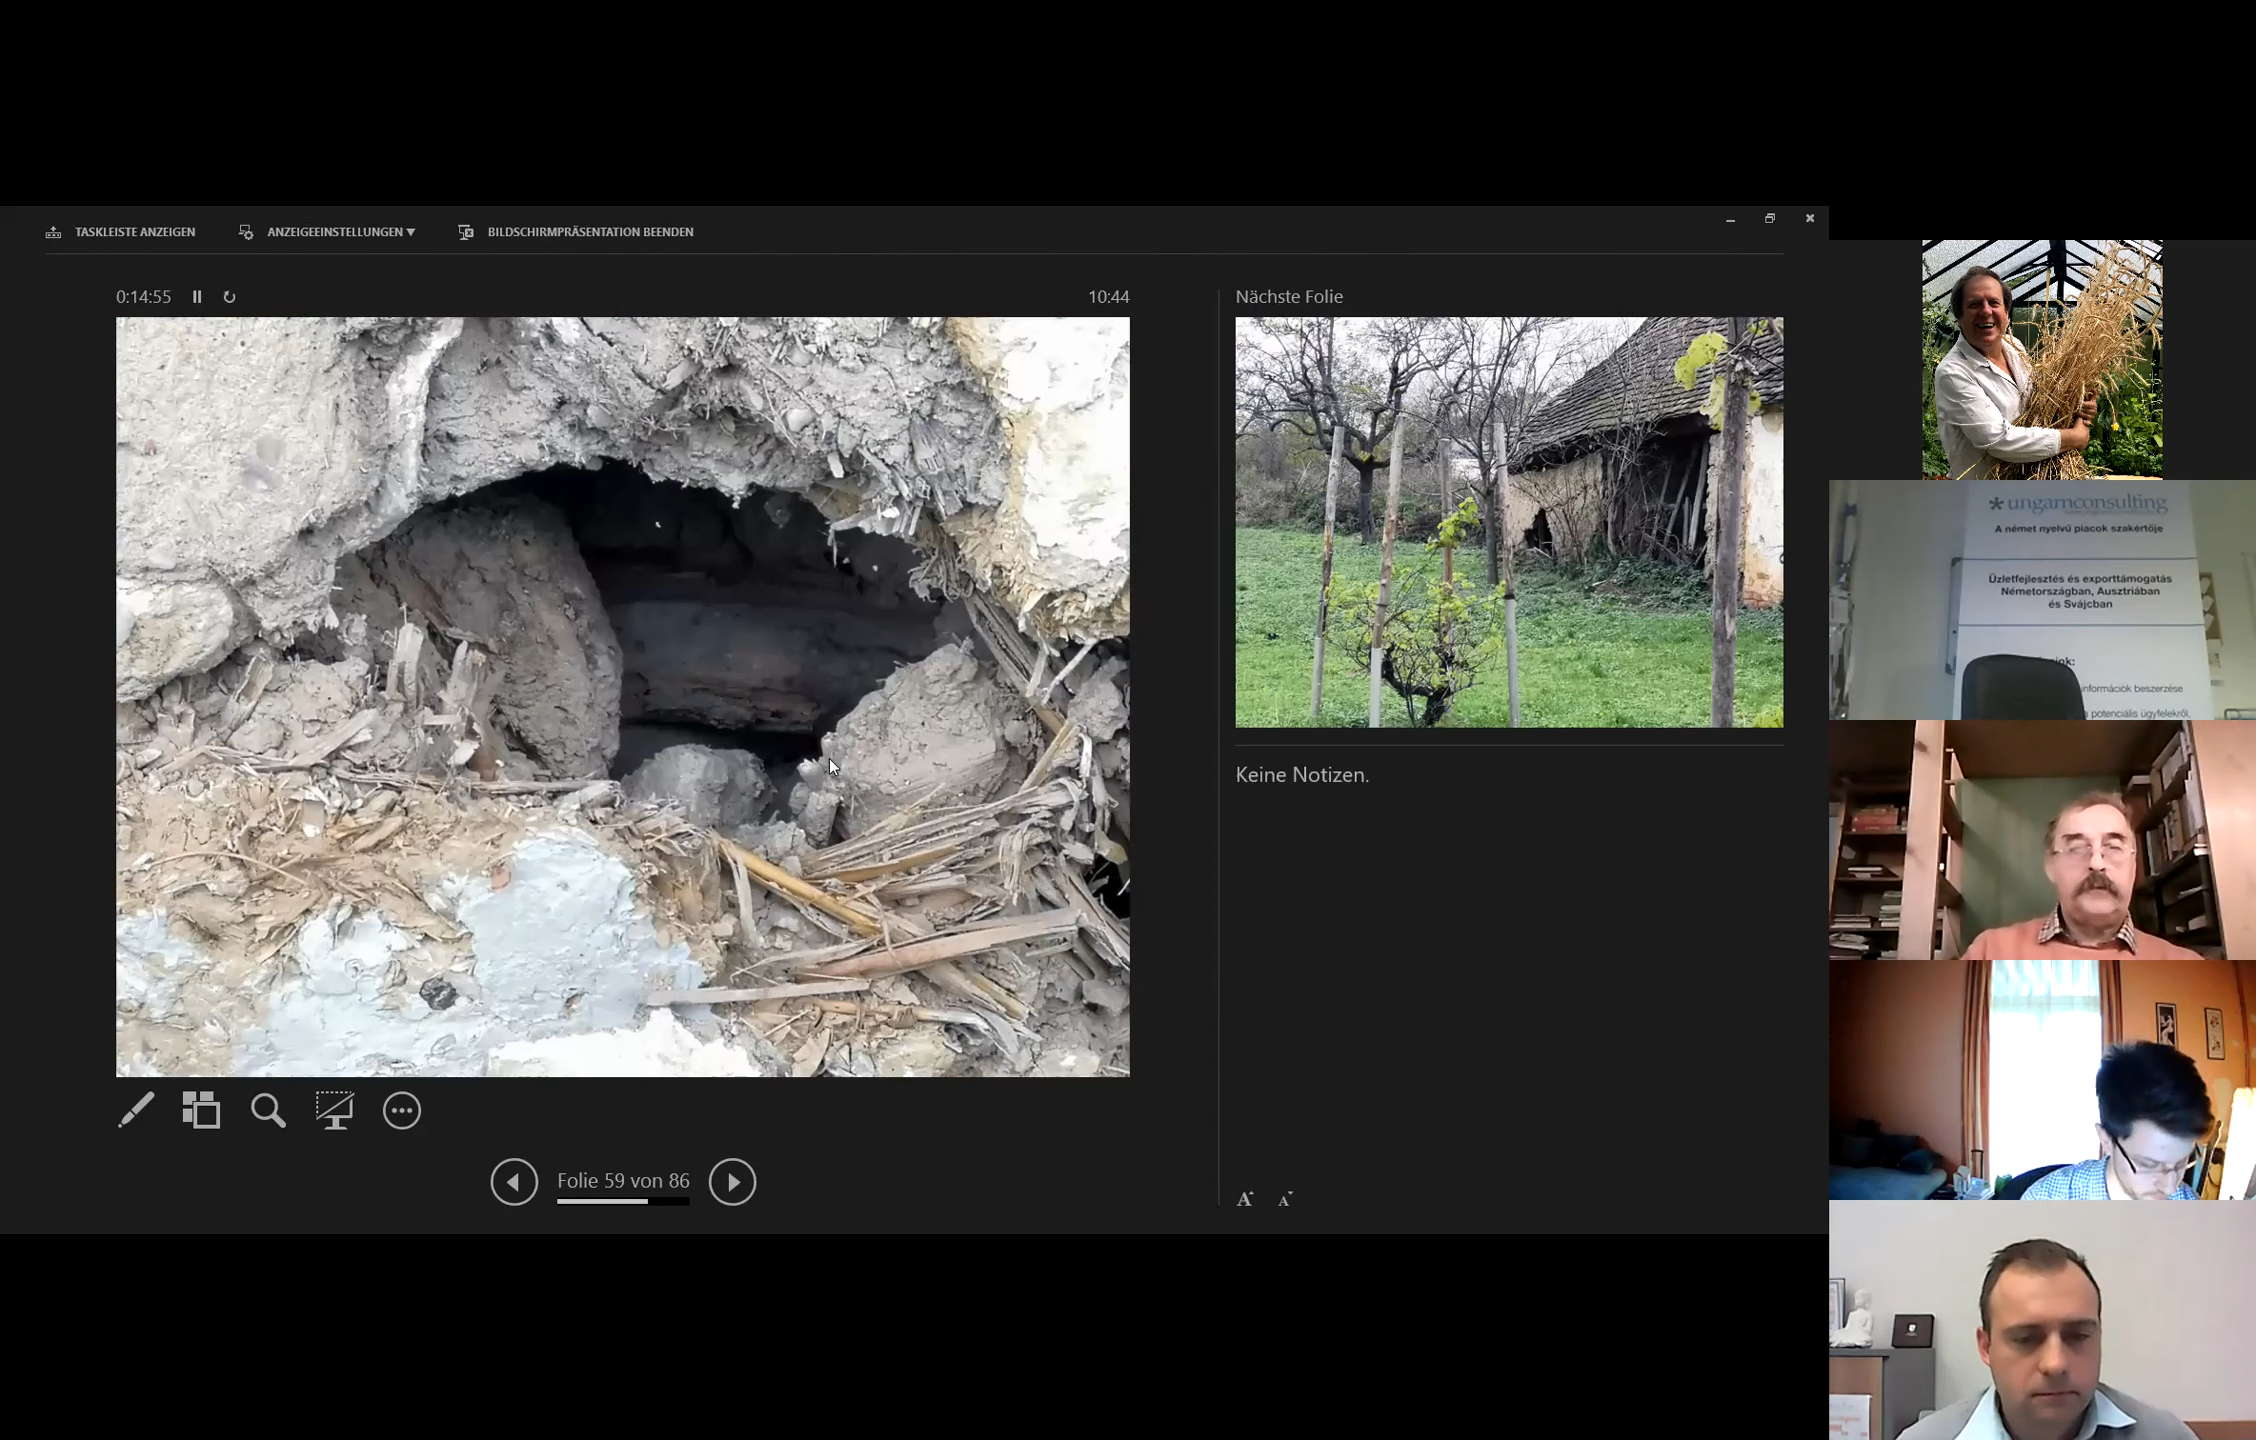 TASKLEISTE ANZEIGEN
ANZEIGEEINSTELLUNGEN
BILDSCHIRMPRÄSENTATION BEENDEN
0:14:55
10:44
Nächste Folie
Keine Notizen.
Folie 59 von 86
A A
*ungarnconsulting
A német nyelvű piacok szakértője
Üzletfejlesztés és exporttámogatás
Németországban, Ausztriában
és Svájcban
információk beszerzése
potenciális ügyfelekről,